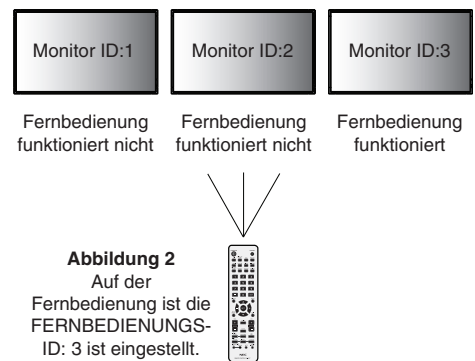 Monitor ID:1
Monitor ID:2
Monitor ID:3
Fernbedienung
funktioniert nicht
Fernbedienung
funktioniert nicht
Fernbedienung
funktioniert
Abbildung 2
Auf der
Fernbedienung ist die
FERNBEDIENUNGS-
ID: 3 ist eingestellt.